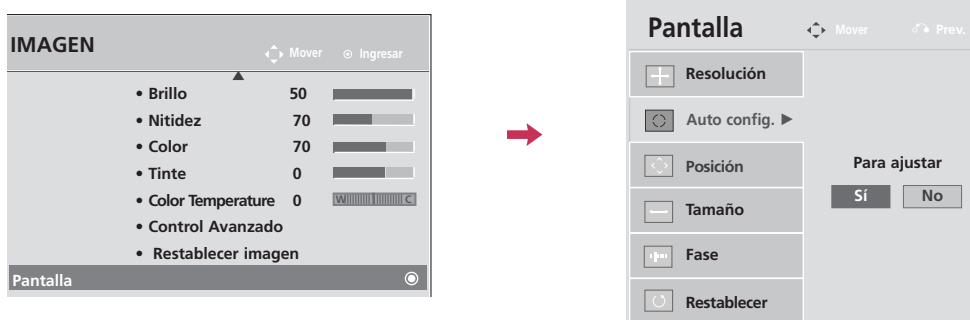 IMAGEN
Mover
Ingresar
• Brillo 50
• Nitidez 70
• Color 70
• Tinte 0
• Color Temperature 0 W C
• Control Avanzado
• Restablecer imagen
Pantalla
Pantalla
Mover
Prev.
Resolución
Auto config. ►
Posición
Tamaño
Fase
Restablecer
Para ajustar
Sí No